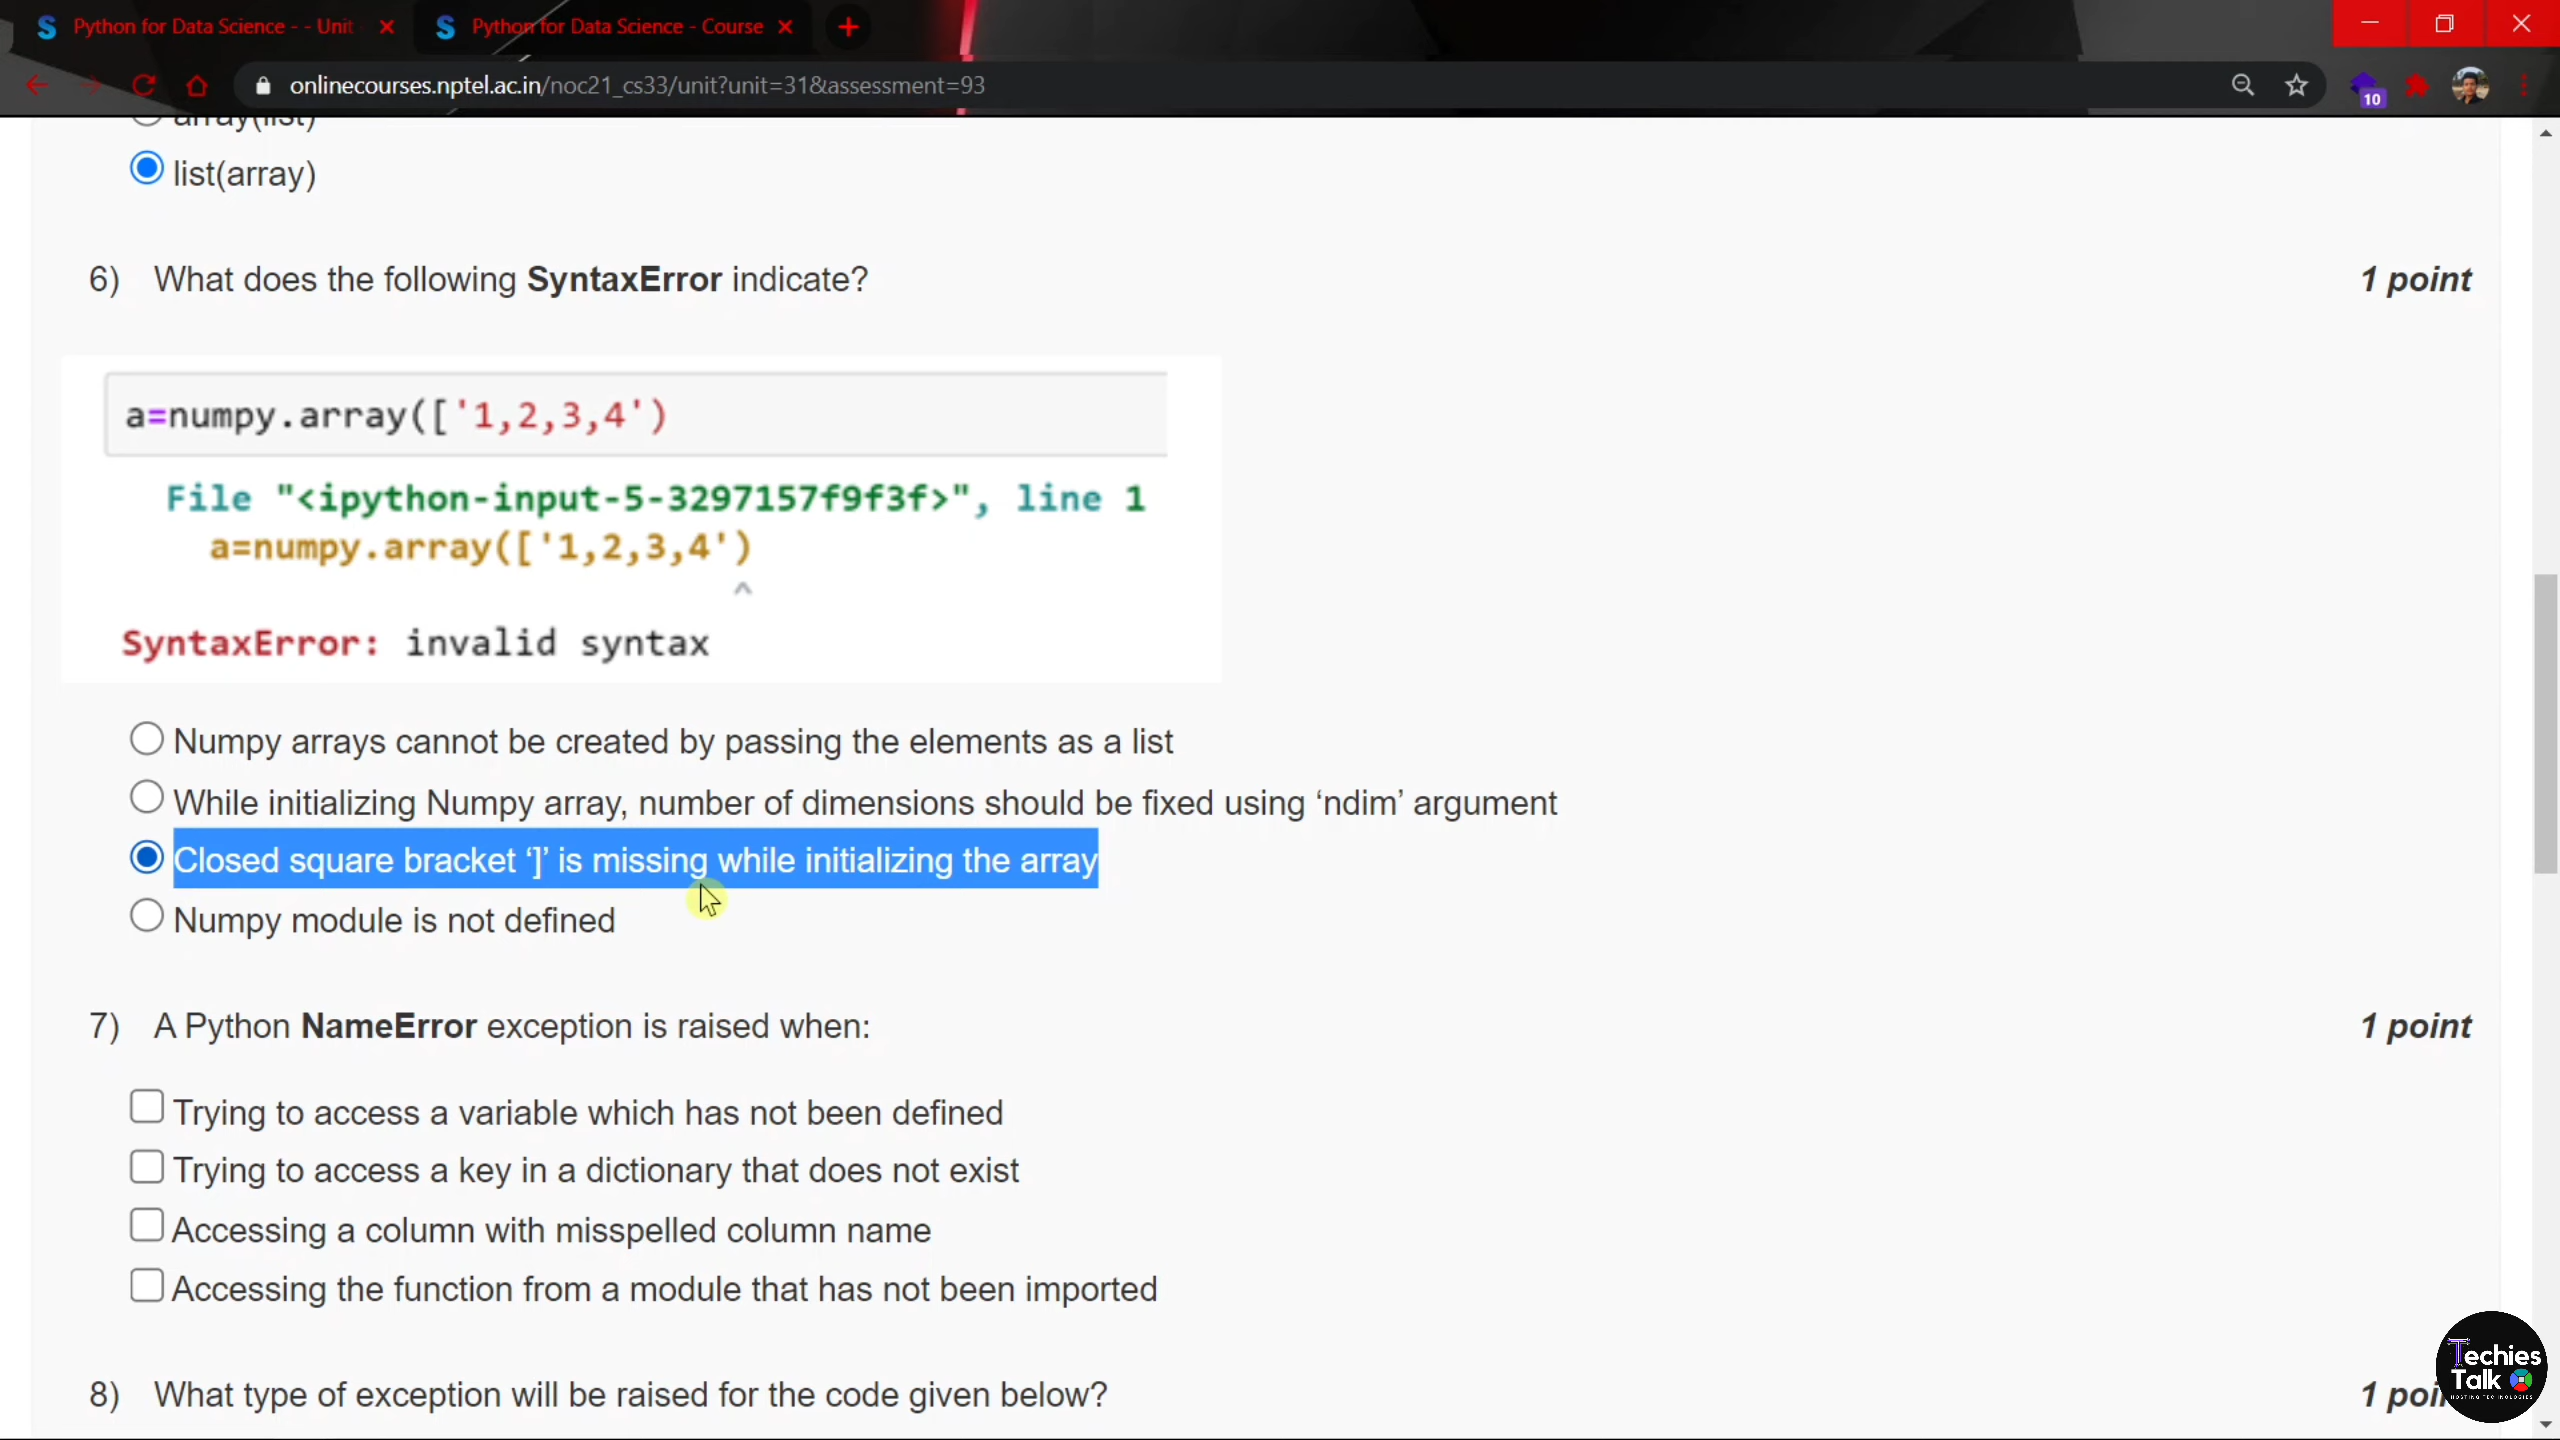 Python for Data Science - - Unit
Python for Data Science - Course
onlinecourses.nptel.ac.in/noc21_cs33/unit?unit=31&assessment=93
10
array(list)
list(array)
6) What does the following SyntaxError indicate?
1 point
a=numpy.array(['1,2,3,4')
File "<ipython-input-5-3297157f9f3f>", line 1
a=numpy.array(['1,2,3,4')
^
SyntaxError: invalid syntax
Numpy arrays cannot be created by passing the elements as a list
While initializing Numpy array, number of dimensions should be fixed using ‘ndim’ argument
Closed square bracket ‘]’ is missing while initializing the array
Numpy module is not defined
7) A Python NameError exception is raised when:
1 point
Trying to access a variable which has not been defined
Trying to access a key in a dictionary that does not exist
Accessing a column with misspelled column name
Accessing the function from a module that has not been imported
8) What type of exception will be raised for the code given below?
1
Techies
Talk
HOSTING TECHNOLOGIES